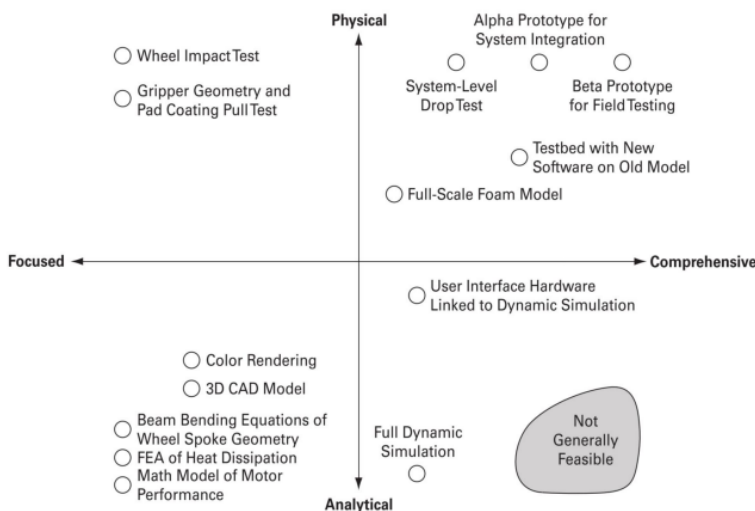 Physical
Alpha Prototype for
System Integration
Wheel Impact Test
Gripper Geometry and
Pad Coating Pull Test
System-Level
Drop Test
Beta Prototype
for Field Testing
Testbed with New
Software on Old Model
Full-Scale Foam Model
Focused
Comprehensive
User Interface Hardware
Linked to Dynamic Simulation
Color Rendering
3D CAD Model
Beam Bending Equations of
Wheel Spoke Geometry
FEA of Heat Dissipation
Math Model of Motor
Performance
Full Dynamic
Simulation
Not
Generally
Feasible
Analytical